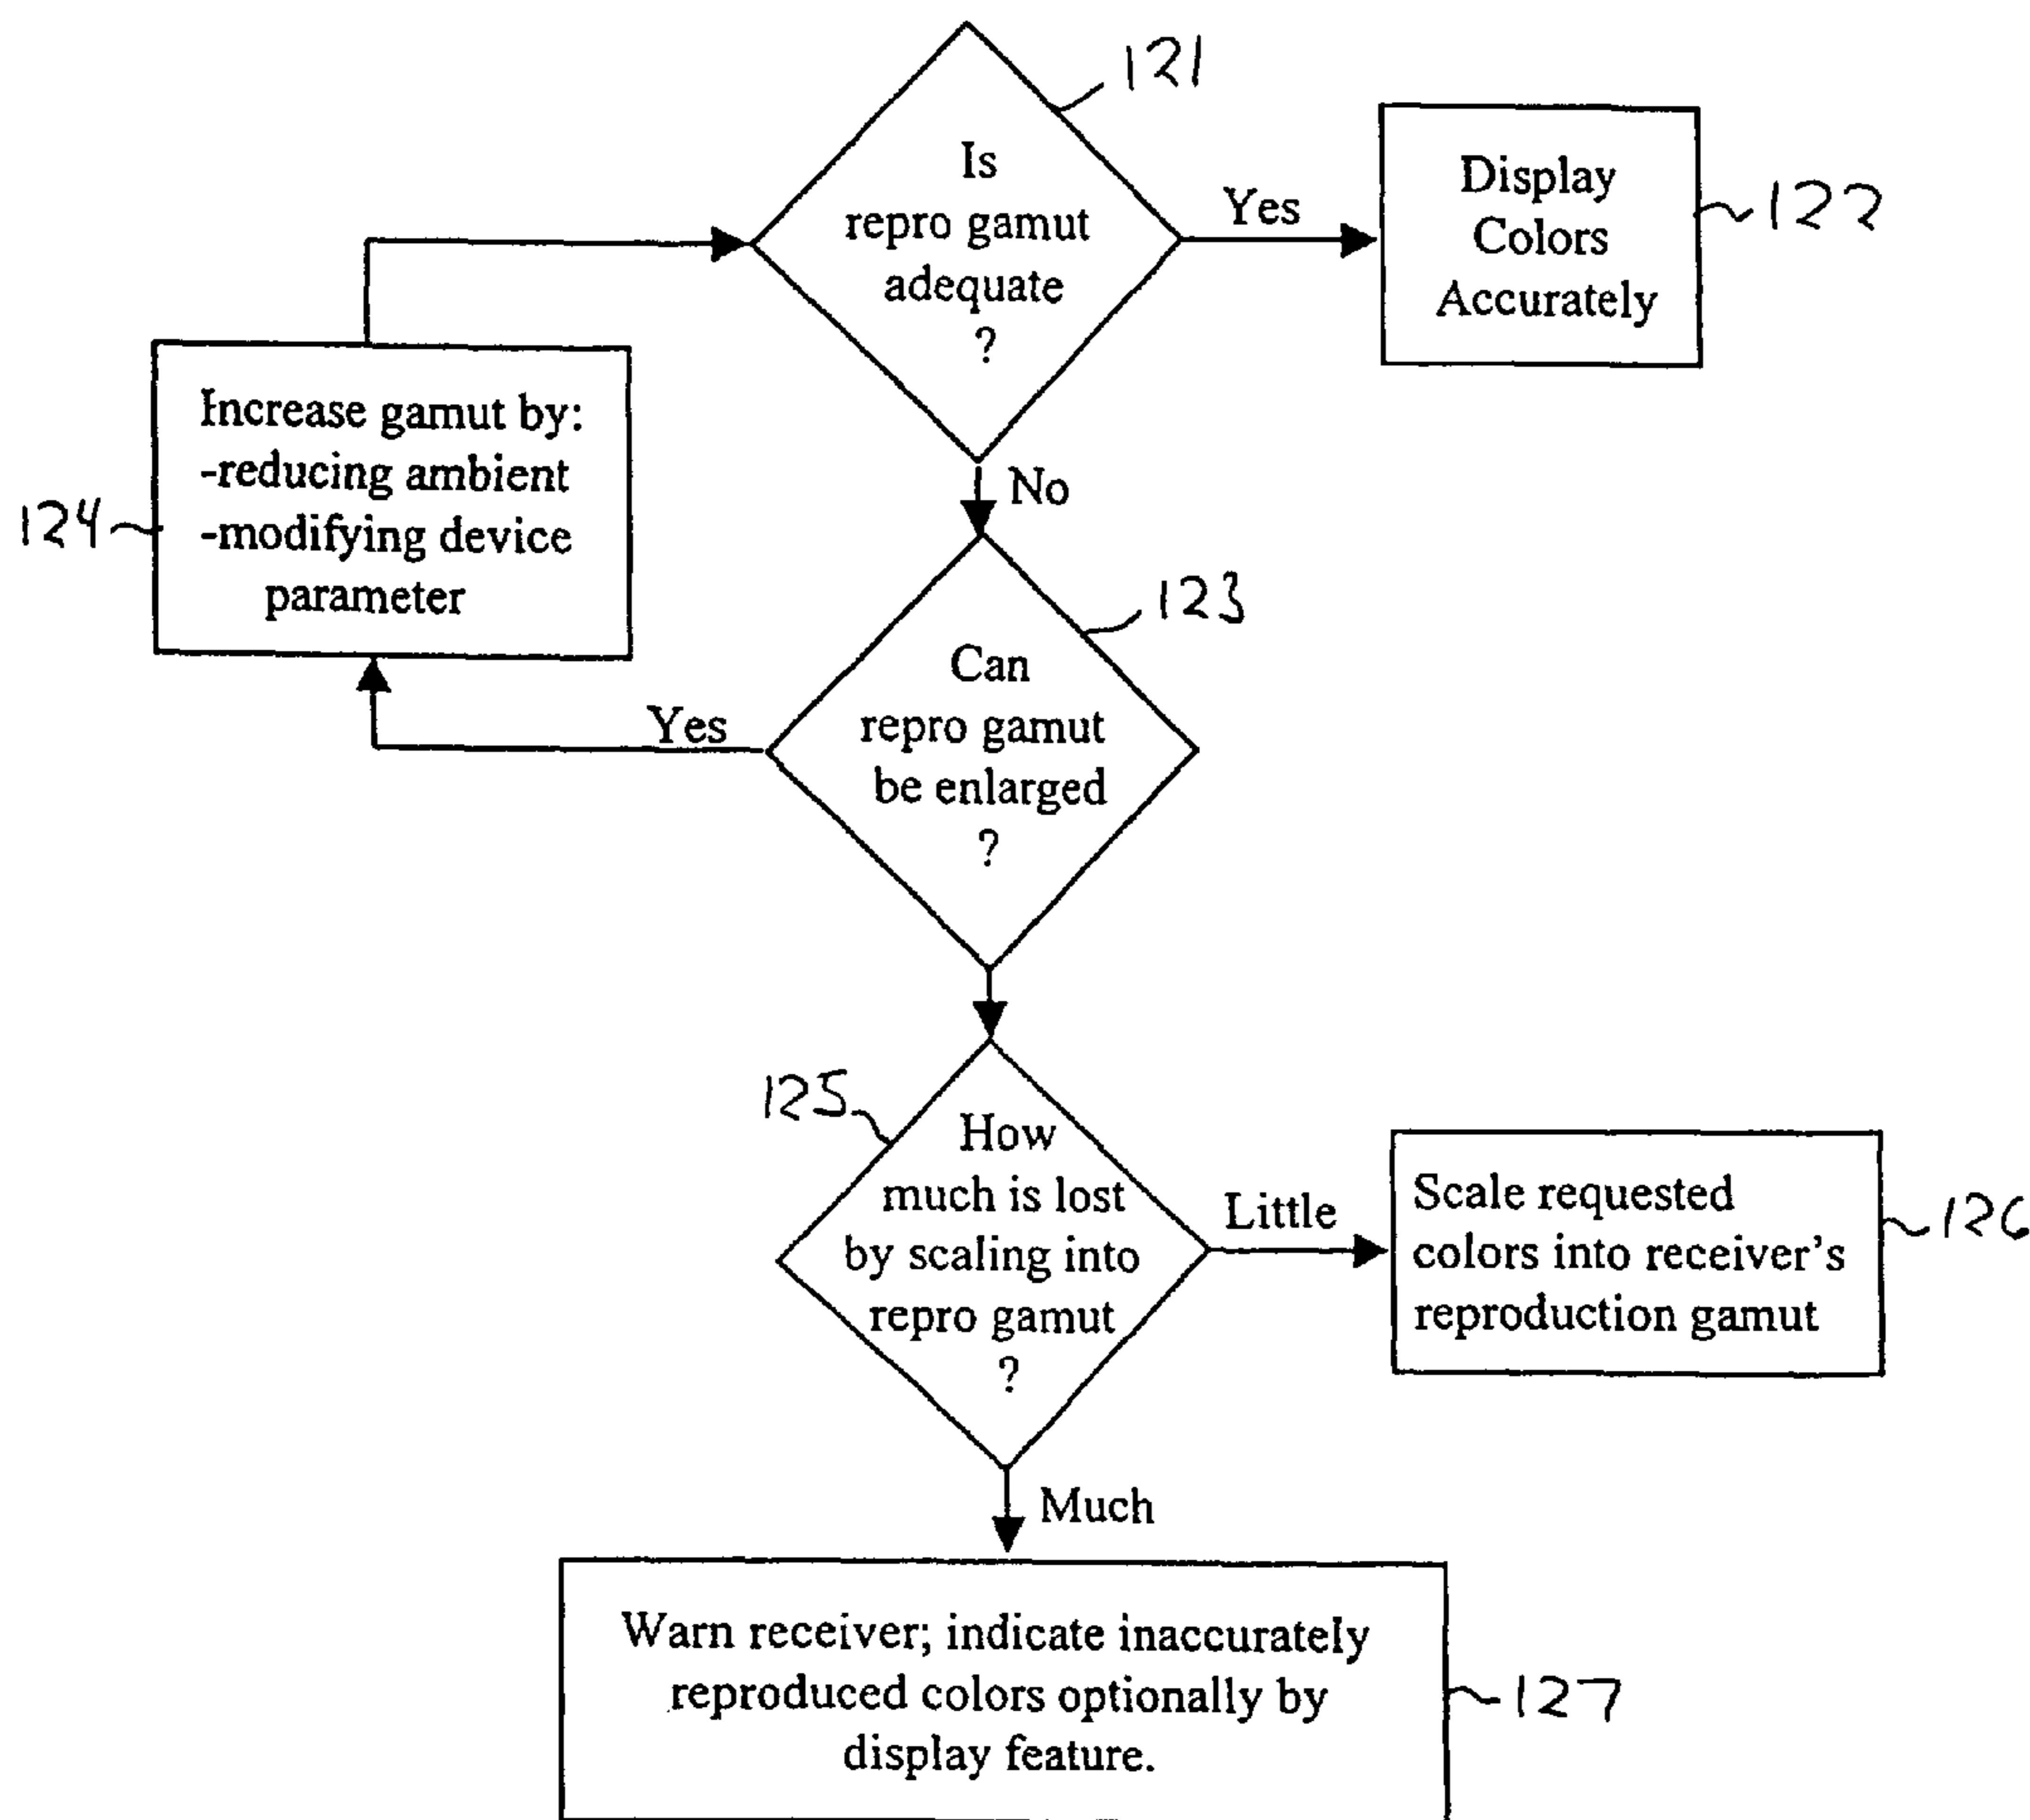 121
Is
repro gamut
adequate
?
Yes
Display
Colors
Accurately
122
Increase gamut by:
-reducing ambient
-modifying device
parameter
124
No
123
Can
repro gamut
be enlarged
?
Yes
125
How
much is lost
by scaling into
repro gamut
?
Little
Scale requested
colors into receiver's
reproduction gamut
126
Much
Warn receiver; indicate inaccurately
reproduced colors optionally by
display feature.
127